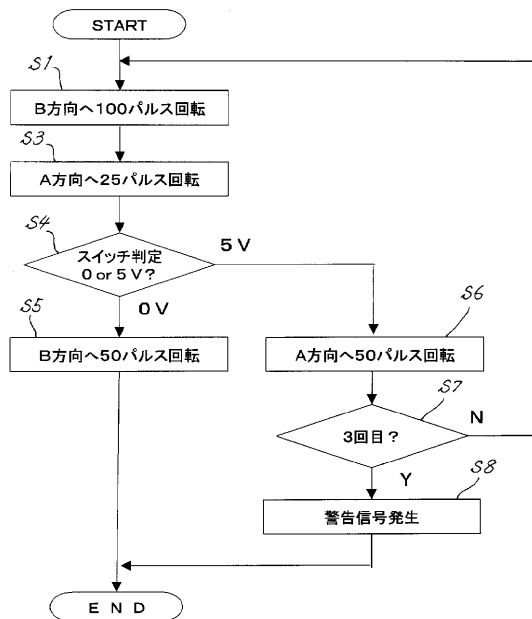 START
S1
B方向へ100パルス回転
S3
A方向へ25パルス回転
S4
スイッチ判定
0 or 5V?
5V
0V
S5
B方向へ50パルス回転
S6
A方向へ50パルス回転
S7
3回目?
N
Y
S8
警告信号発生
END